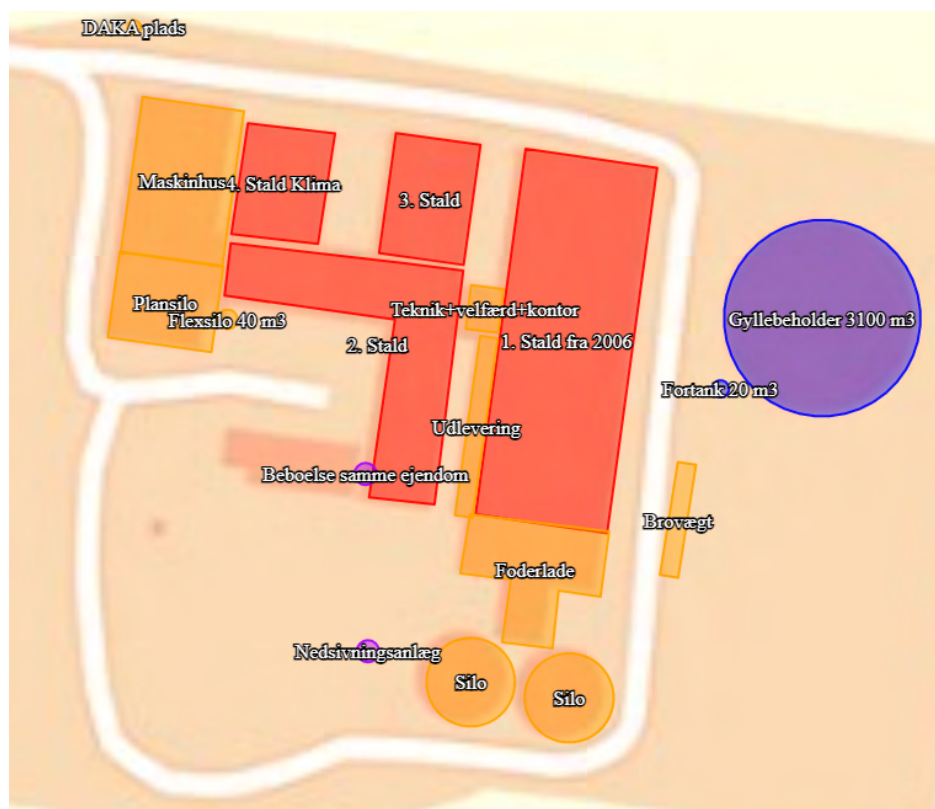 DAKA plads
Maskinhus
4. Stald Klima
3. Stald
Plansilo
Flexsilo 40 m3
Teknik+velfærd+kontor
2. Stald
1. Stald fra 2006
Gyllebeholder 3100 m3
Fortank 20 m3
Udlevering
Beboelse samme ejendom
Brovægt
Foderlade
Nedsivningsanlæg
Silo
Silo